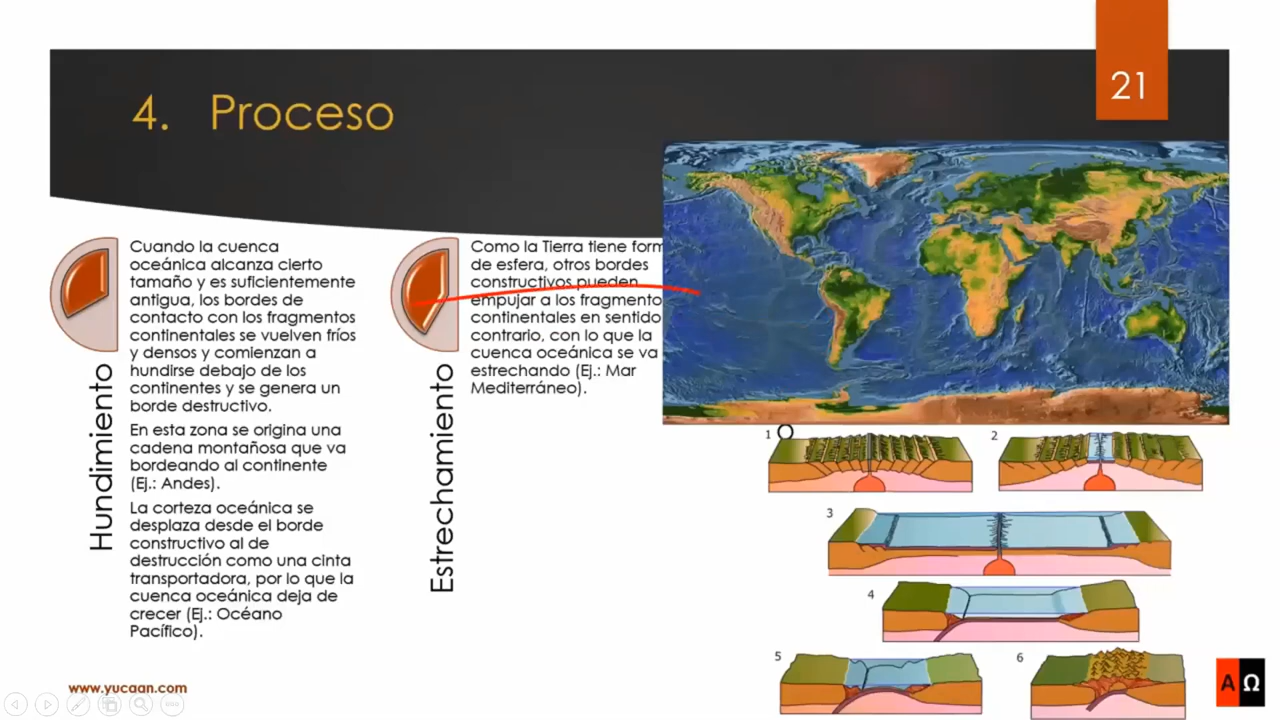 21
4. Proceso
Cuando la cuenca
oceánica alcanza cierto
tamaño y es suficientemente
antigua, los bordes de
contacto con los fragmentos
continentales se vuelven fríos
y densos y comienzan a
hundirse debajo de los
continentes y se genera un
borde destructivo.
En esta zona se origina una
cadena montañosa que va
bordeando al continente
(Ej.: Andes).
La corteza oceánica se
desplaza desde el borde
constructivo al de
destrucción como una cinta
transportadora, por lo que la
cuenca oceánica deja de
crecer (Ej.: Océano
Pacífico).
Hundimiento
Como la Tierra tiene form
de esfera, otros bordes
constructivos pueden
empujar a los fragmento
continentales en sentido
contrario, con lo que la
cuenca oceánica se va
estrechando (Ej.: Mar
Mediterráneo).
Estrechamiento
1
2
3
4
5
6
www.yucaan.com
AΩ